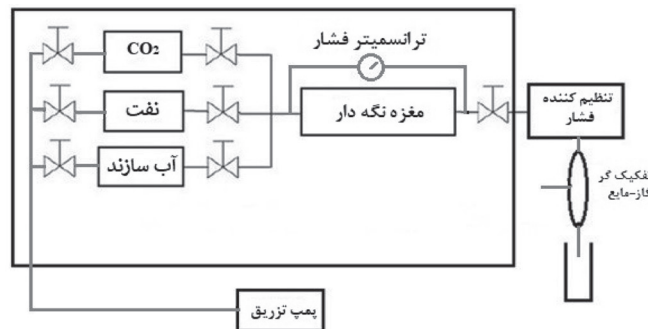 ترانسمیتر فشار
CO₂
مغزه نگه دار
نفت
تنظیم کننده
فشار
آب سازند
تفکیک گر
گاز-مایع
پمپ تزریق